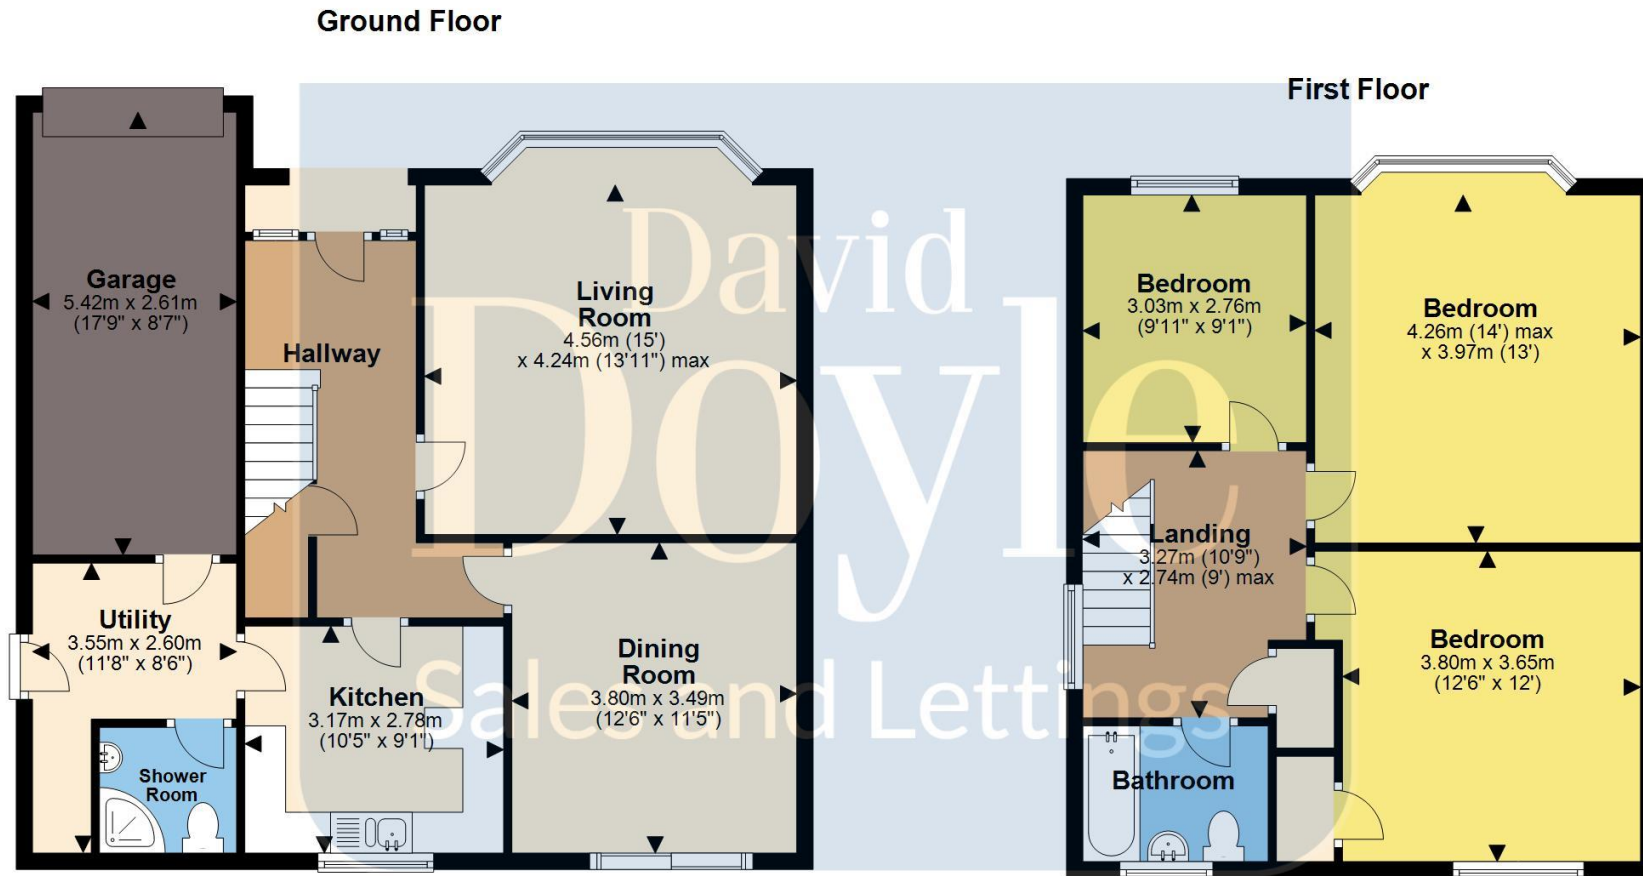 Ground Floor
First Floor
Garage
5.42m x 2.61m
(17'9" x 8'7")
Hallway
Living
Room
4.56m (15')
x 4.24m (13'11") max
Utility
3.55m x 2.60m
(11'8" x 8'6")
Kitchen
3.17m x 2.78m
(10'5" x 9'1")
Dining
Room
3.80m x 3.49m
(12'6" x 11'5")
Shower
Room
Bedroom
3.03m x 2.76m
(9'11" x 9'1")
Bedroom
4.26m (14') max
x 3.97m (13')
Landing
3.27m (10'9")
x 2.74m (9') max
Bedroom
3.80m x 3.65m
(12'6" x 12')
Bathroom
David
Doyle
Sales and Lettings